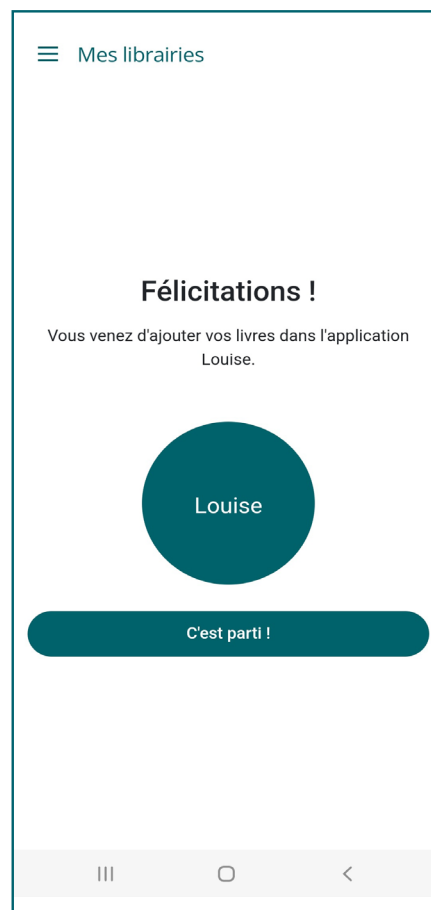 Mes librairies
Félicitations !
Vous venez d'ajouter vos livres dans l'application
Louise.
Louise
C'est parti !